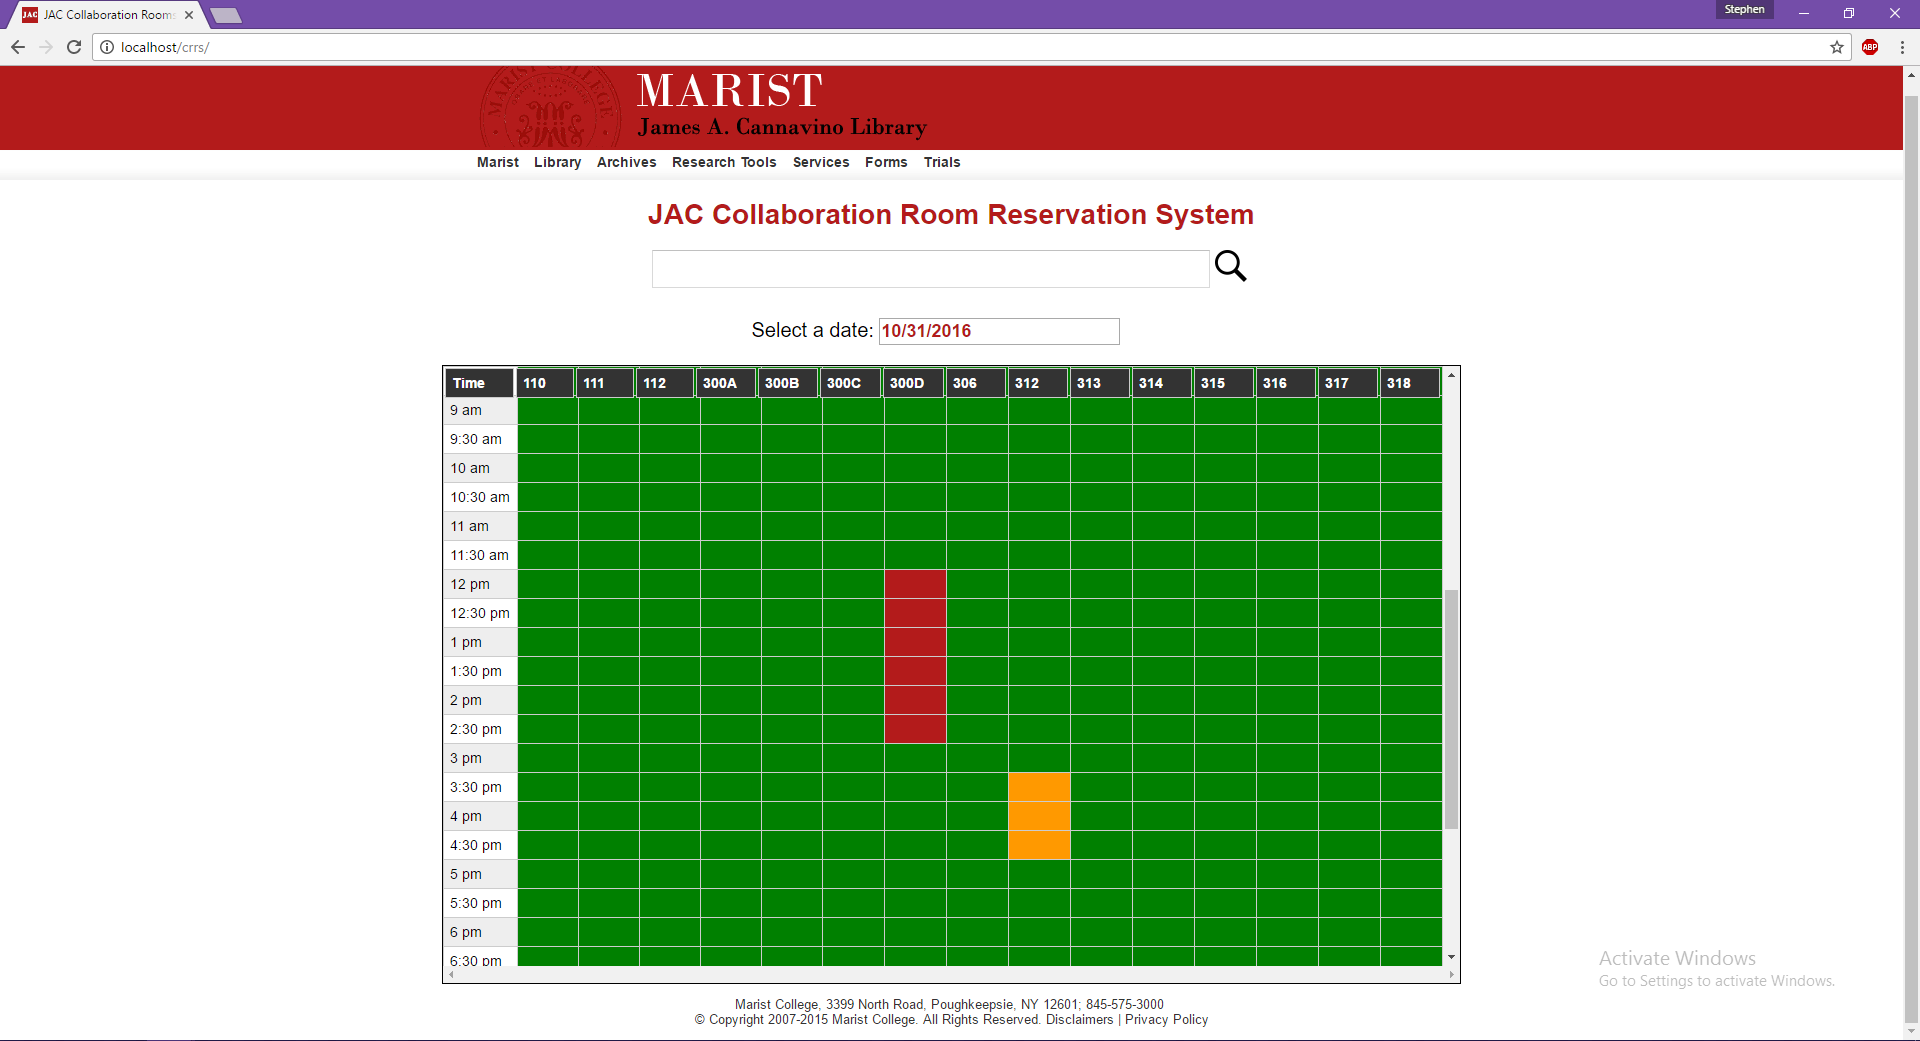 JAC Collaboration Rooms
Stephen
localhost/crrs/
ABP
MARIST
James A. Cannavino Library
Marist Library Archives Research Tools Services Forms Trials
JAC Collaboration Room Reservation System
Select a date: 10/31/2016
Time 110 111 112 300A 300B 300C 300D 306 312 313 314 315 316 317 318
9 am
9:30 am
10 am
10:30 am
11 am
11:30 am
12 pm
12:30 pm
1 pm
1:30 pm
2 pm
2:30 pm
3 pm
3:30 pm
4 pm
4:30 pm
5 pm
5:30 pm
6 pm
6:30 pm
Activate Windows
Go to Settings to activate Windows.
Marist College, 3399 North Road, Poughkeepsie, NY 12601; 845-575-3000
© Copyright 2007-2015 Marist College. All Rights Reserved. Disclaimers | Privacy Policy